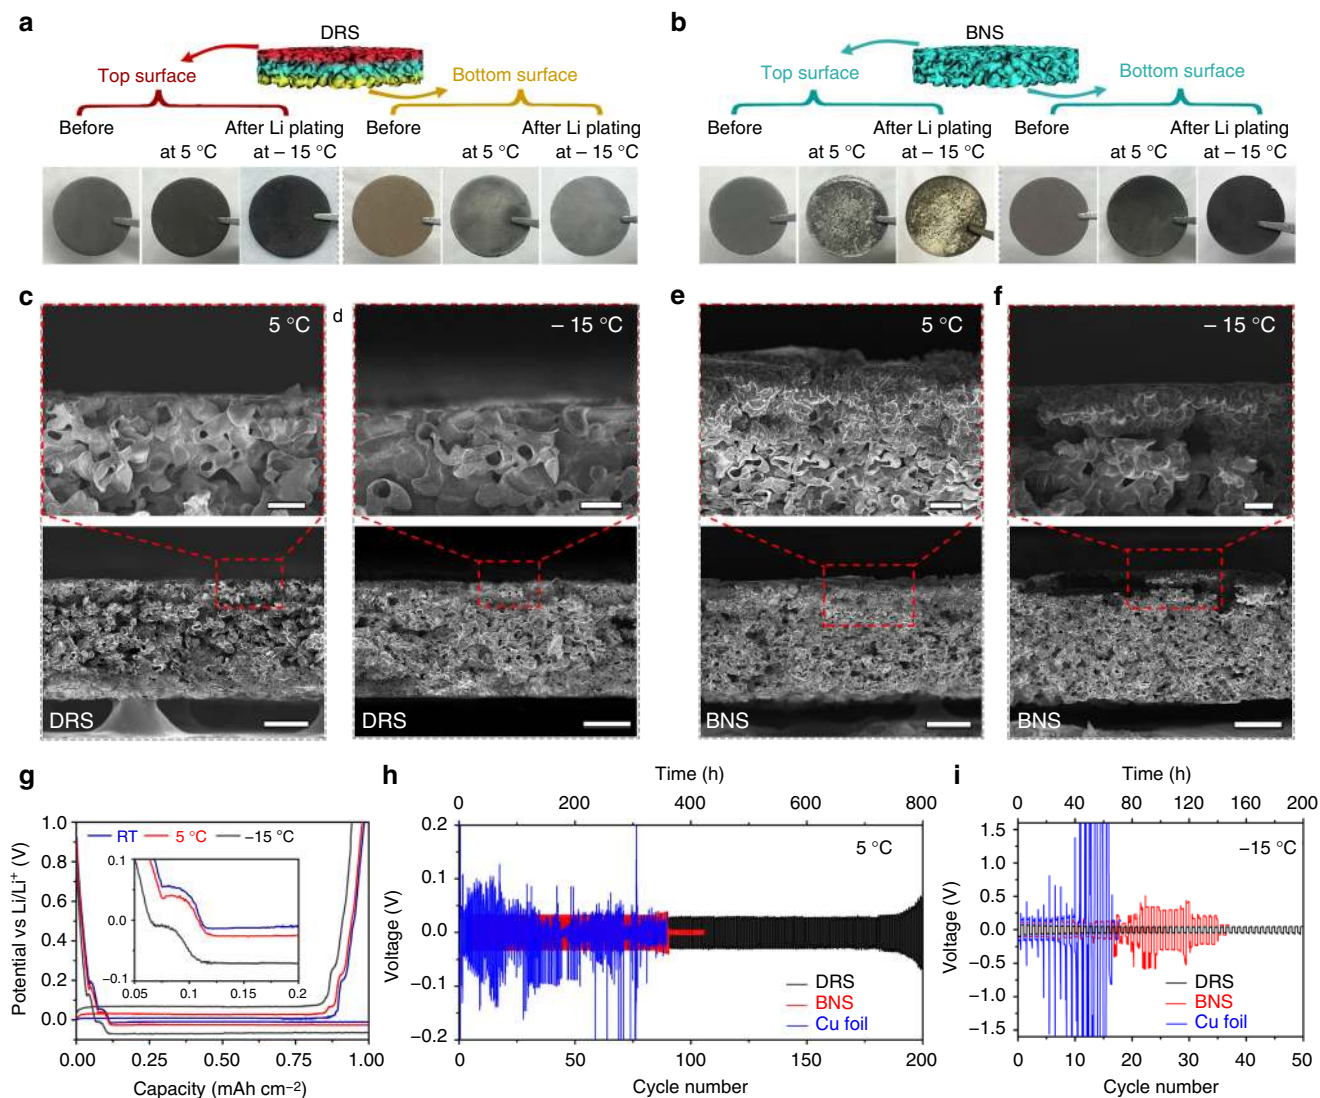 a
DRS
Top surface
Bottom surface
Before
After Li plating
at 5 °C
at – 15 °C
Before
After Li plating
at 5 °C
at – 15 °C
b
BNS
Top surface
Bottom surface
Before
After Li plating
at 5 °C
at – 15 °C
Before
After Li plating
at 5 °C
at – 15 °C
c
5 °C
DRS
d
– 15 °C
DRS
e
5 °C
BNS
f
– 15 °C
BNS
g
RT
5 °C
−15 °C
1.0
0.8
0.6
0.4
0.2
0.0
Potential vs Li/Li⁺ (V)
0.1
0.0
−0.1
0.05
0.1
0.15
0.2
0.00
0.25
0.50
0.75
1.00
Capacity (mAh cm⁻²)
h
Time (h)
0 200 400 600 800
5 °C
0.2
0.1
0.0
−0.1
−0.2
Voltage (V)
DRS
BNS
Cu foil
0 50 100 150 200
Cycle number
i
Time (h)
0 40 80 120 160 200
−15 °C
1.5
1.0
0.5
0.0
−0.5
−1.0
−1.5
Voltage (V)
DRS
BNS
Cu foil
0 10 20 30 40 50
Cycle number